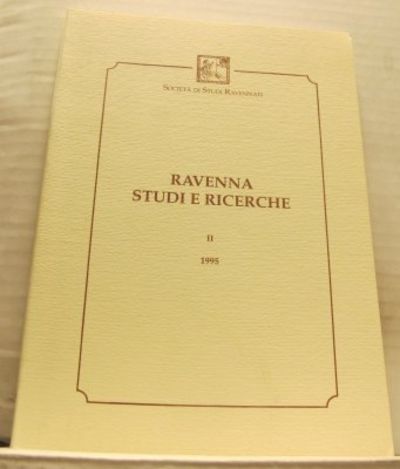 SOCIETÀ DI STUDI RAVENNATI
RAVENNA
STUDI E RICERCHE
II
1995